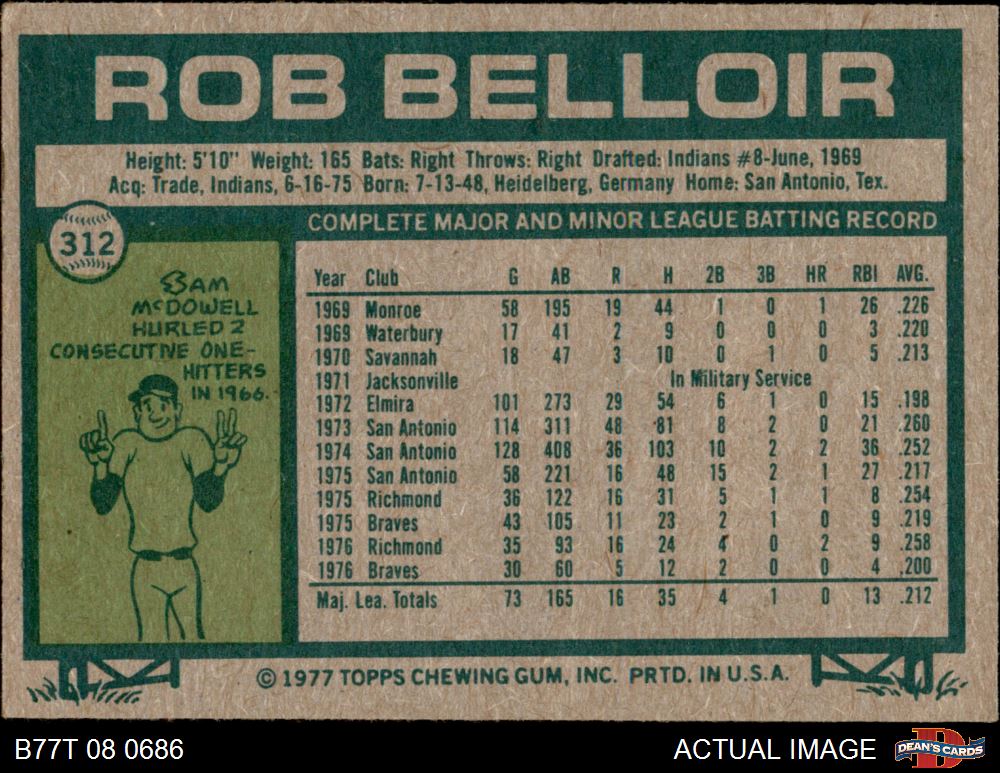 ROB BELLOIR
Height: 5'10" Weight: 165 Bats: Right Throws: Right Drafted: Indians #8-June, 1969
Acq: Trade, Indians, 6-16-75 Born: 7-13-48, Heidelberg, Germany Home: San Antonio, Tex.
312
SAM
McDOWELL
HURLED 2
CONSECUTIVE ONE-
HITTERS
IN 1966.
COMPLETE MAJOR AND MINOR LEAGUE BATTING RECORD
Year Club G AB R H 2B 3B HR RBI AVG.
1969 Monroe 58 195 19 44 1 0 1 26 .226
1969 Waterbury 17 41 2 9 0 0 0 3 .220
1970 Savannah 18 47 3 10 0 1 0 5 .213
1971 Jacksonville In Military Service
1972 Elmira 101 273 29 54 6 1 0 15 .198
1973 San Antonio 114 311 48 81 8 2 0 21 .260
1974 San Antonio 128 408 36 103 10 2 2 36 .252
1975 San Antonio 58 221 16 48 15 2 1 27 .217
1975 Richmond 36 122 16 31 5 1 1 8 .254
1975 Braves 43 105 11 23 2 1 0 9 .219
1976 Richmond 35 93 16 24 4 0 2 9 .258
1976 Braves 30 60 5 12 2 0 0 4 .200
Maj. Lea. Totals 73 165 16 35 4 1 0 13 .212
© 1977 TOPPS CHEWING GUM, INC. PRTD. IN U.S.A.
B77T 08 0686
ACTUAL IMAGE
D
DEAN'S CARDS